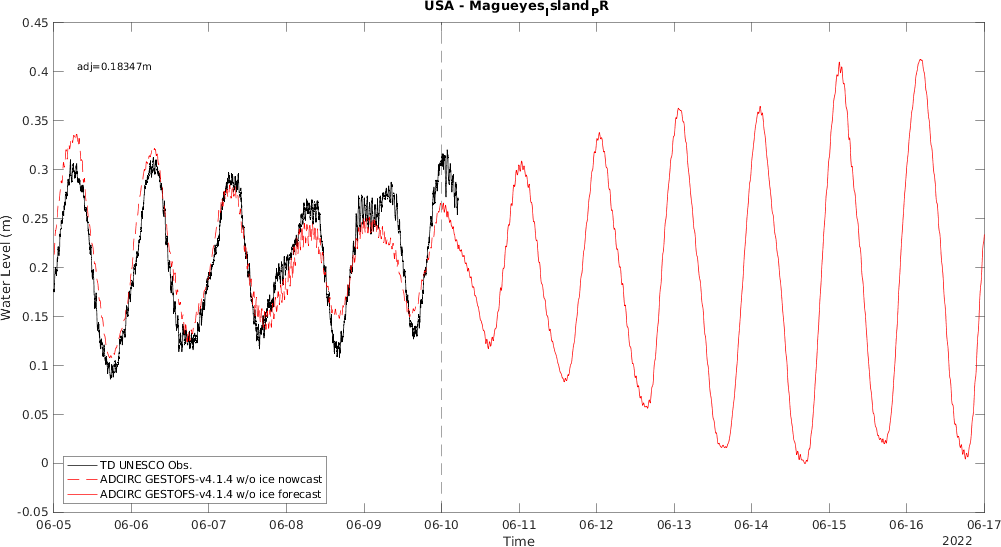 USA - Magueyes_Island_PR
0.45
adj=0.18347m
0.4
0.35
0.3
0.25
0.2
0.15
0.1
0.05
0
-0.05
Water Level (m)
TD UNESCO Obs.
ADCIRC GESTOFS-v4.1.4 w/o ice nowcast
ADCIRC GESTOFS-v4.1.4 w/o ice forecast
06-05 06-06 06-07 06-08 06-09 06-10 06-11 06-12 06-13 06-14 06-15 06-16 06-17
Time
2022